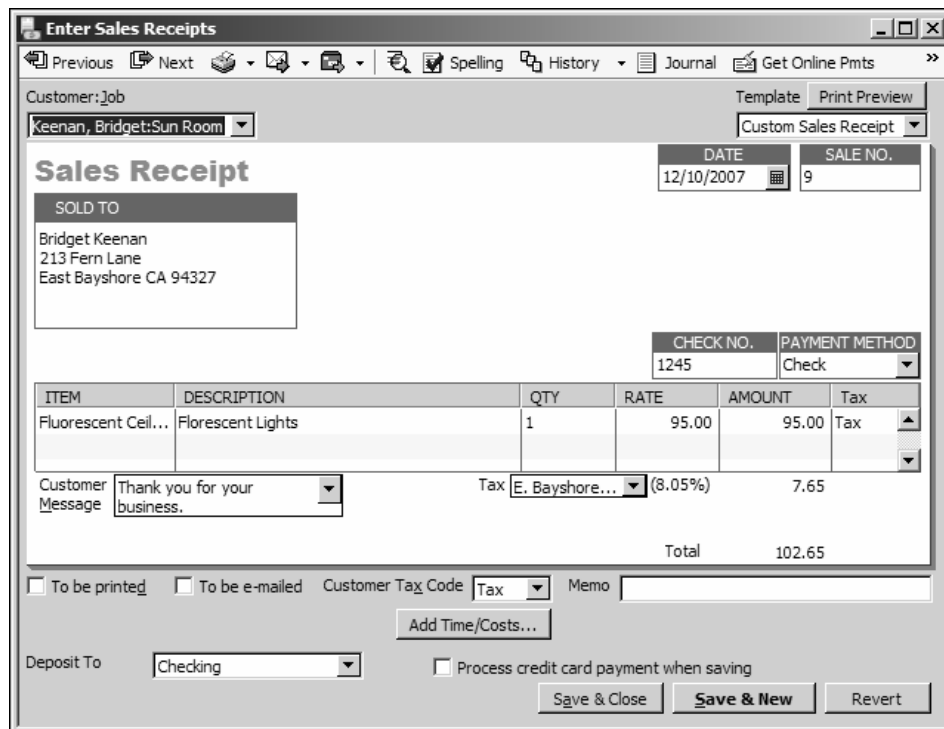 Enter Sales Receipts
Previous Next Spelling History Journal Get Online Pmts »
Customer:Job Template Print Preview
Keenan, Bridget:Sun Room Custom Sales Receipt
Sales Receipt
DATE SALE NO.
12/10/2007 9
SOLD TO
Bridget Keenan
213 Fern Lane
East Bayshore CA 94327
CHECK NO. PAYMENT METHOD
1245 Check
ITEM DESCRIPTION QTY RATE AMOUNT Tax
Fluorescent Ceil... Florescent Lights 1 95.00 95.00 Tax
Customer Message Thank you for your business. Tax E. Bayshore... (8.05%) 7.65
Total 102.65
To be printed To be e-mailed Customer Tax Code Tax Memo
Add Time/Costs...
Deposit To Checking Process credit card payment when saving
Save & Close Save & New Revert